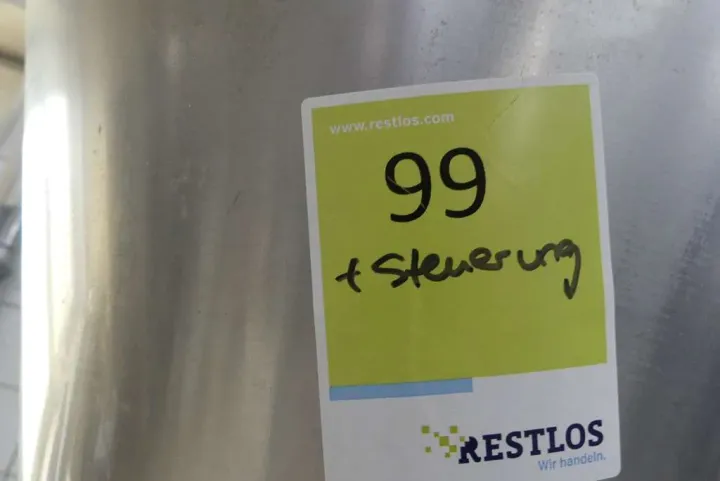 www.restlos.com
99
+ Steuerung
RESTLOS
Wir handeln.